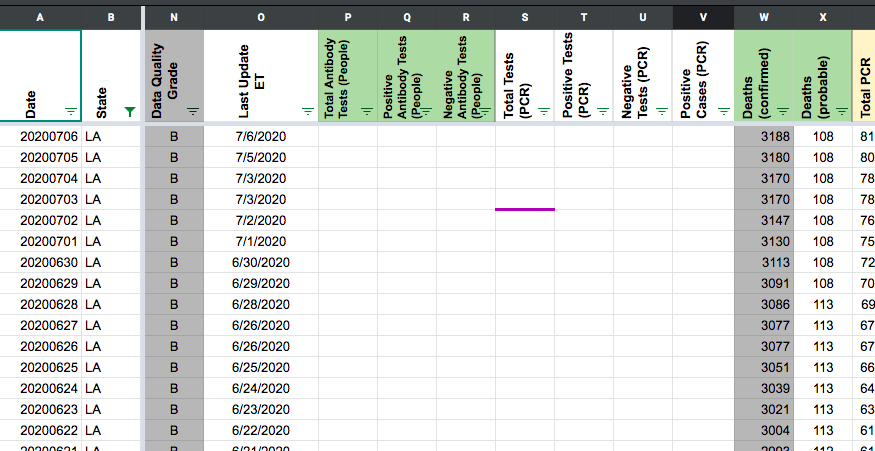 A B N O P Q R S T U V W X
Date State Data Quality Grade Last Update ET Total Antibody Tests (People) Positive Antibody Tests (People) Negative Antibody Tests (People) Total Tests (PCR) Positive Tests (PCR) Negative Tests (PCR) Positive Cases (PCR) Deaths (confirmed) Deaths (probable) Total PCR
20200706 LA B 7/6/2020 3188 108 81
20200705 LA B 7/5/2020 3180 108 80
20200704 LA B 7/3/2020 3170 108 78
20200703 LA B 7/3/2020 3170 108 78
20200702 LA B 7/2/2020 3147 108 76
20200701 LA B 7/1/2020 3130 108 75
20200630 LA B 6/30/2020 3113 108 72
20200629 LA B 6/29/2020 3091 108 70
20200628 LA B 6/28/2020 3086 113 69
20200627 LA B 6/26/2020 3077 113 67
20200626 LA B 6/26/2020 3077 113 67
20200625 LA B 6/25/2020 3051 113 66
20200624 LA B 6/24/2020 3039 113 64
20200623 LA B 6/23/2020 3021 113 63
20200622 LA B 6/22/2020 3004 113 61
20200621 LA B 6/21/2020 2993